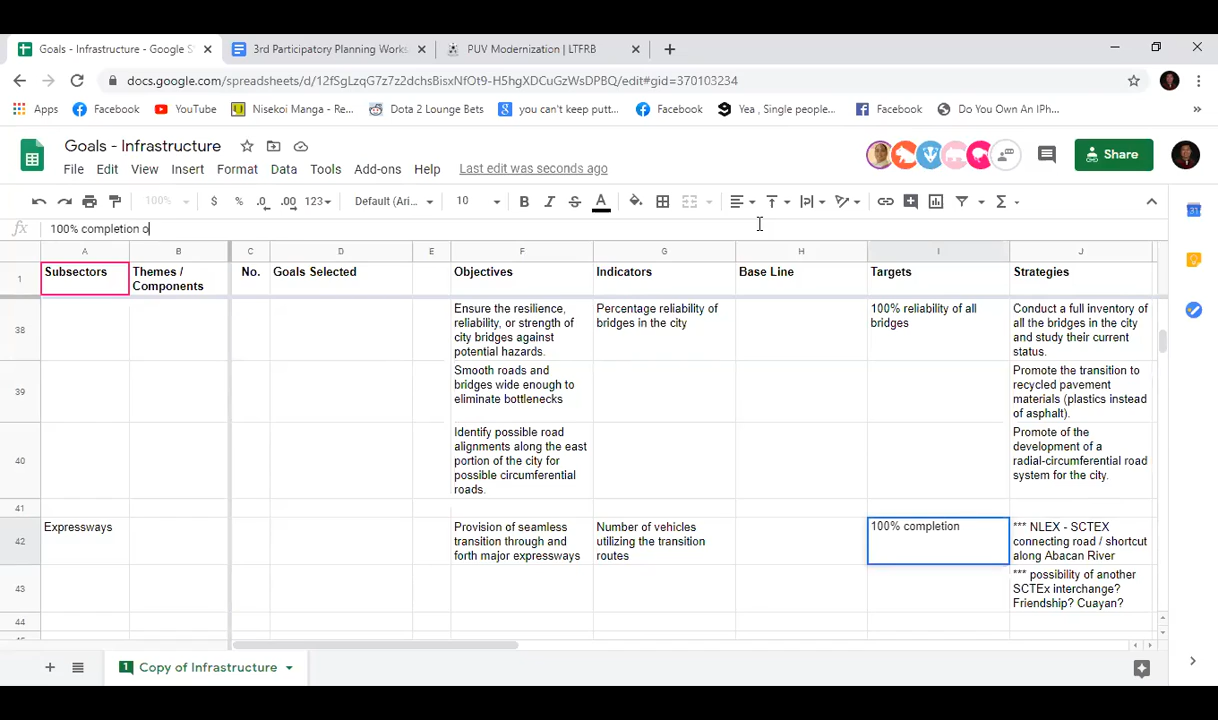 Goals - Infrastructure - Google S
3rd Participatory Planning Works
PUV Modernization | LTFRB
docs.google.com/spreadsheets/d/12fSgLzqG7z7z2dchsBisxNfOt9-H5hgXDCuGzWsDPBQ/edit#gid=370103234
Apps
Facebook
YouTube
Nisekoi Manga - Re...
Dota 2 Lounge Bets
you can't keep putt...
Facebook
Yea , Single people...
Facebook
Do You Own An IPh...
Goals - Infrastructure
File Edit View Insert Format Data Tools Add-ons Help Last edit was seconds ago
Share
100% $ % .0 .00 123 Default (Ari... 10 B I S A
fx 100% completion o
A B C D E F G H I J
1 Subsectors
Themes /
Components
No.
Goals Selected
Objectives
Indicators
Base Line
Targets
Strategies
38
Ensure the resilience,
reliability, or strength of
city bridges against
potential hazards.
Percentage reliability of
bridges in the city
100% reliability of all
bridges
Conduct a full inventory of
all the bridges in the city
and study their current
status.
39
Smooth roads and
bridges wide enough to
eliminate bottlenecks
Promote the transition to
recycled pavement
materials (plastics instead
of asphalt).
40
Identify possible road
alignments along the east
portion of the city for
possible circumferential
roads.
Promote of the
development of a
radial-circumferential road
system for the city.
41
42
Expressways
Provision of seamless
transition through and
forth major expressways
Number of vehicles
utilizing the transition
routes
100% completion
*** NLEX - SCTEX
connecting road / shortcut
along Abacan River
43
*** possibility of another
SCTEx interchange?
Friendship? Cuayan?
44
1 Copy of Infrastructure
31